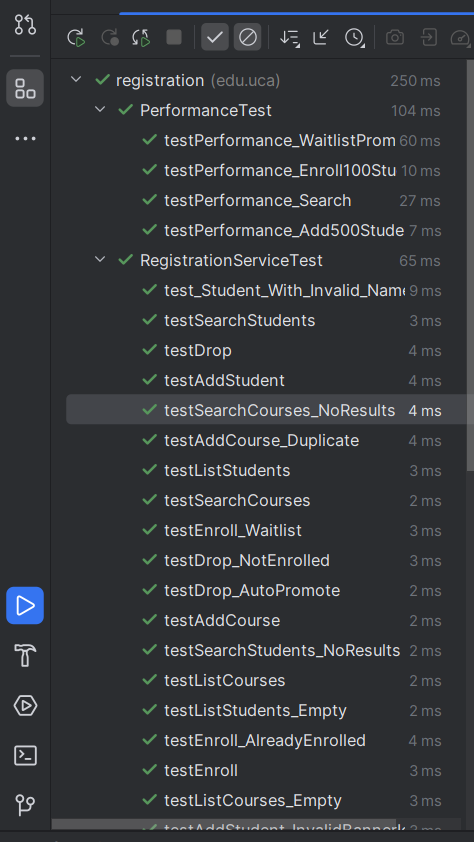 registration (edu.uca) 250 ms
PerformanceTest 104 ms
testPerformance_WaitlistProm 60 ms
testPerformance_Enroll100Stu 10 ms
testPerformance_Search 27 ms
testPerformance_Add500Stude 7 ms
RegistrationServiceTest 65 ms
test_Student_With_Invalid_Name 9 ms
testSearchStudents 3 ms
testDrop 4 ms
testAddStudent 4 ms
testSearchCourses_NoResults 4 ms
testAddCourse_Duplicate 4 ms
testListStudents 3 ms
testSearchCourses 2 ms
testEnroll_Waitlist 3 ms
testDrop_NotEnrolled 3 ms
testDrop_AutoPromote 2 ms
testAddCourse 2 ms
testSearchStudents_NoResults 2 ms
testListCourses 2 ms
testListStudents_Empty 2 ms
testEnroll_AlreadyEnrolled 4 ms
testEnroll 3 ms
testListCourses_Empty 3 ms